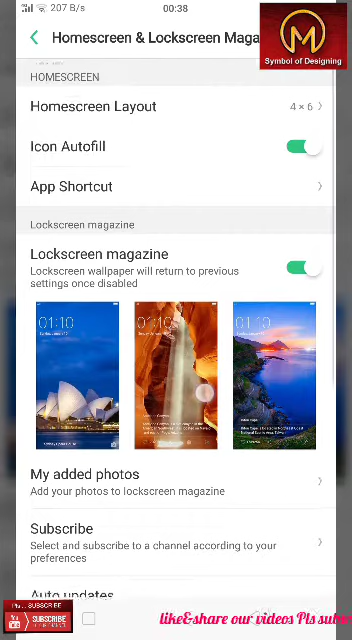 207 B/s
00:38
Homescreen & Lockscreen Maga
M
Symbol of Designing
HOMESCREEN
Homescreen Layout
4 × 6
Icon Autofill
App Shortcut
Lockscreen magazine
Lockscreen magazine
Lockscreen wallpaper will return to previous
settings once disabled
01:10
01:10
01:10
My added photos
Add your photos to lockscreen magazine
Subscribe
Select and subscribe to a channel according to your
preferences
Auto updates
Pls... SUBSCRIBE
SUBSCRIBE
like&share our videos Pls subs